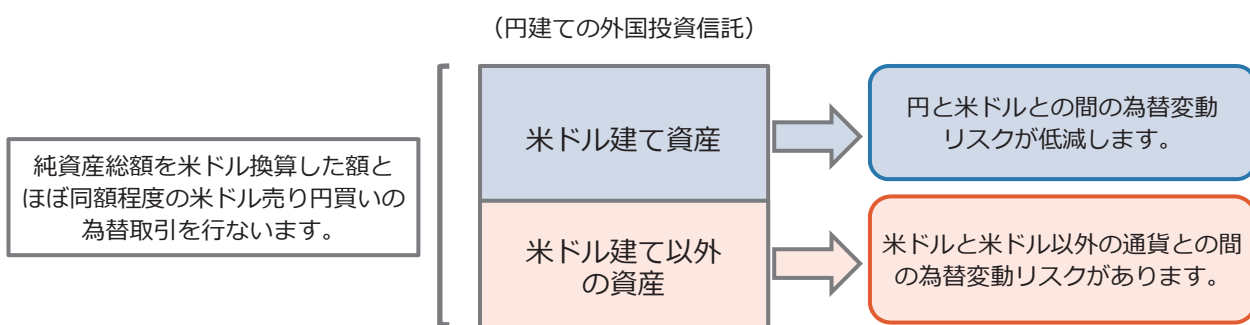 （円建ての外国投資信託）
純資産総額を米ドル換算した額と
ほぼ同額程度の米ドル売り円買いの
為替取引を行ないます。
米ドル建て資産
円と米ドルとの間の為替変動
リスクが低減します。
米ドル建て以外
の資産
米ドルと米ドル以外の通貨との間
の為替変動リスクがあります。